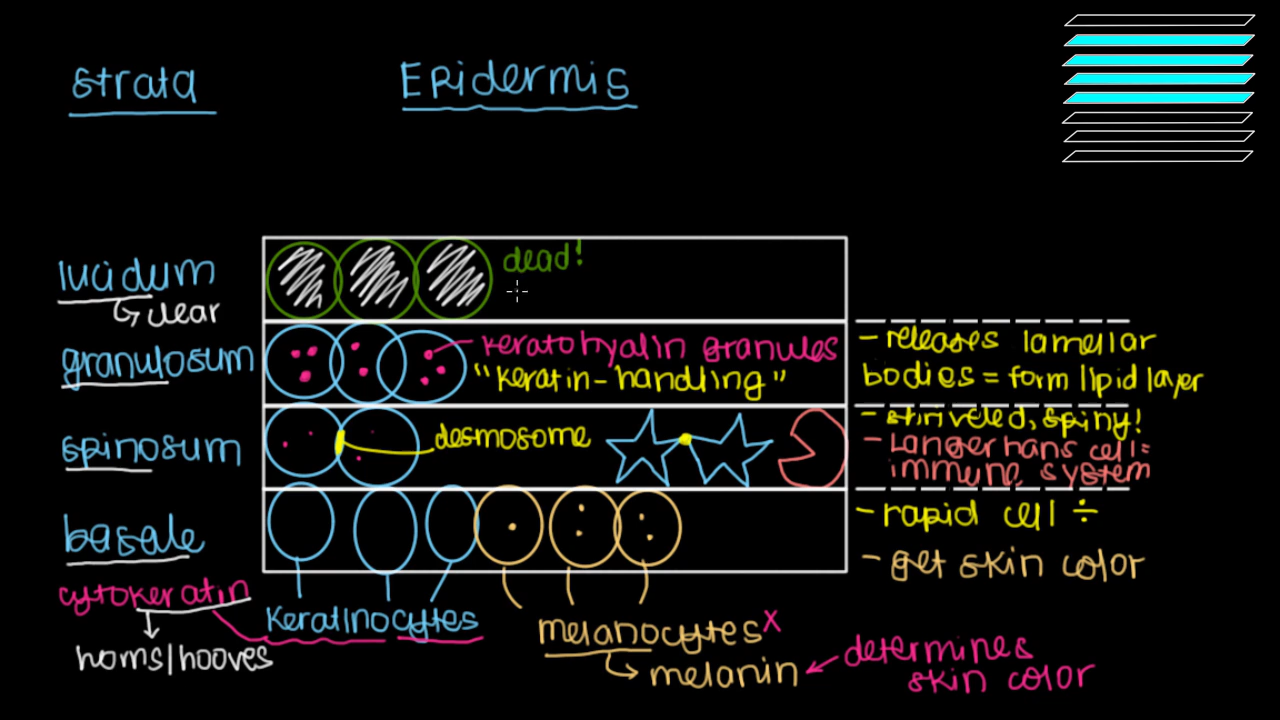 strata
Epidermis
lucidum
clear
dead!
granulosum
keratohyalin granules
"keratin-handling"
- releases lamellar
bodies = form lipid layer
spinosum
desmosome
- shriveled, spiny!
- Langerhans cell =
immune system
basale
- rapid cell ÷
- get skin color
cytokeratin
horns/hooves
keratinocytes
melanocytes x
melanin
determines
skin color